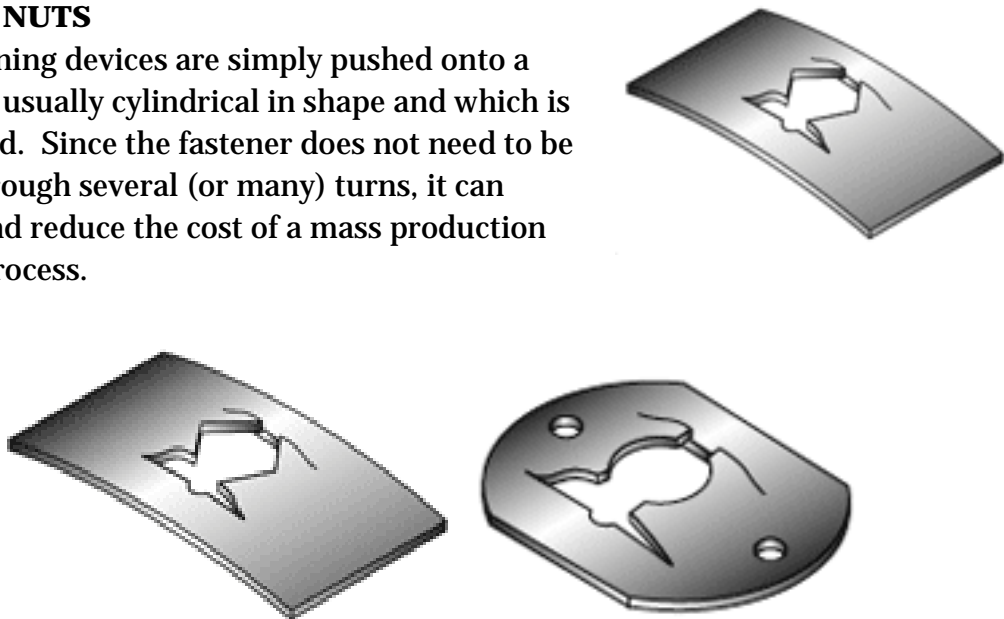 NUTS
ning devices are simply pushed onto a
usually cylindrical in shape and which is
d. Since the fastener does not need to be
rough several (or many) turns, it can
nd reduce the cost of a mass production
rocess.